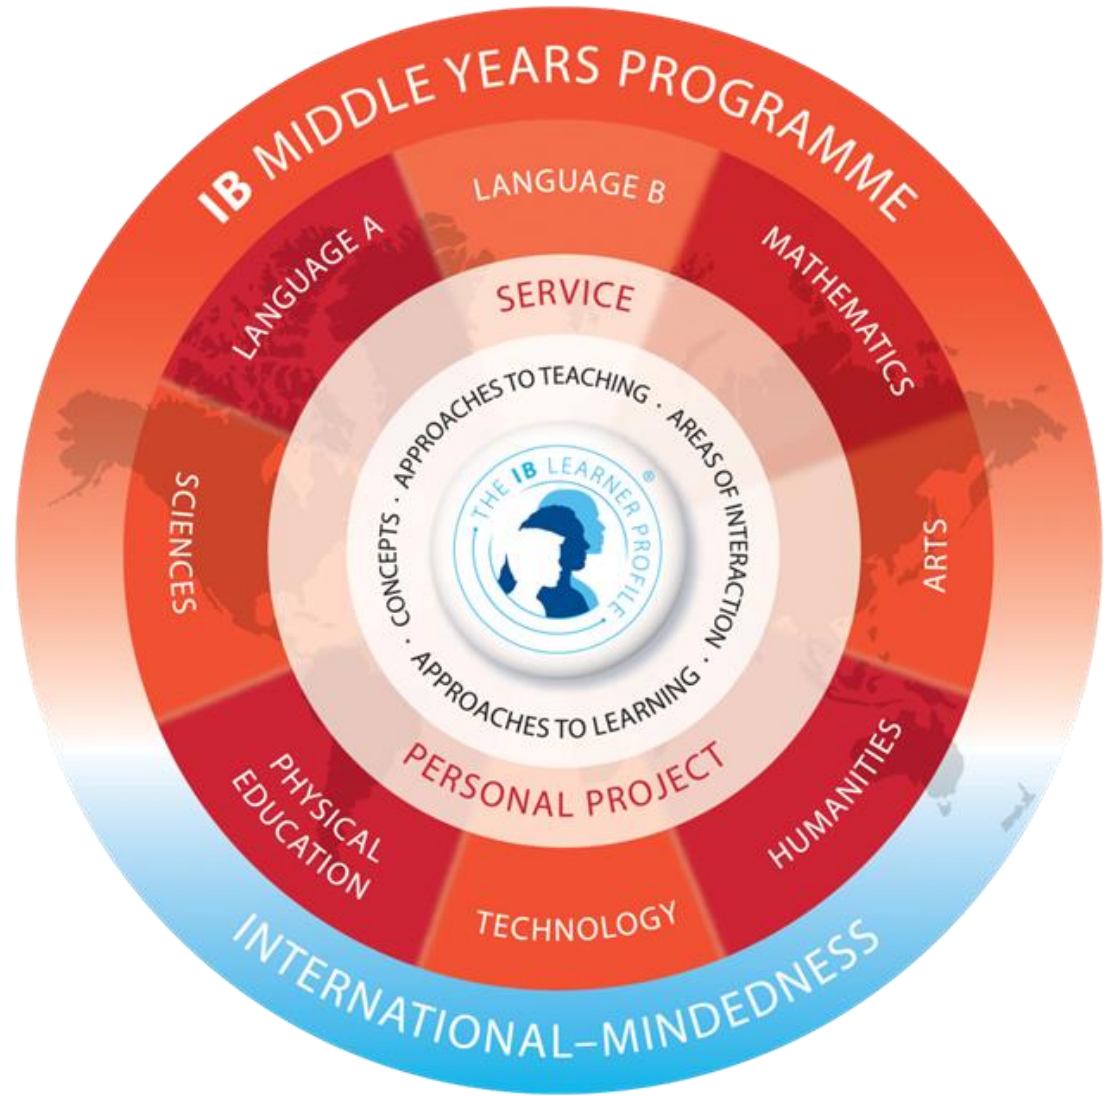 IB MIDDLE YEARS PROGRAMME
LANGUAGE A
LANGUAGE B
MATHEMATICS
SCIENCES
ARTS
PHYSICAL
EDUCATION
TECHNOLOGY
HUMANITIES
SERVICE
PERSONAL PROJECT
APPROACHES TO TEACHING · AREAS OF INTERACTION · APPROACHES TO LEARNING · CONCEPTS ·
THE IB LEARNER PROFILE ®
INTERNATIONAL–MINDEDNESS